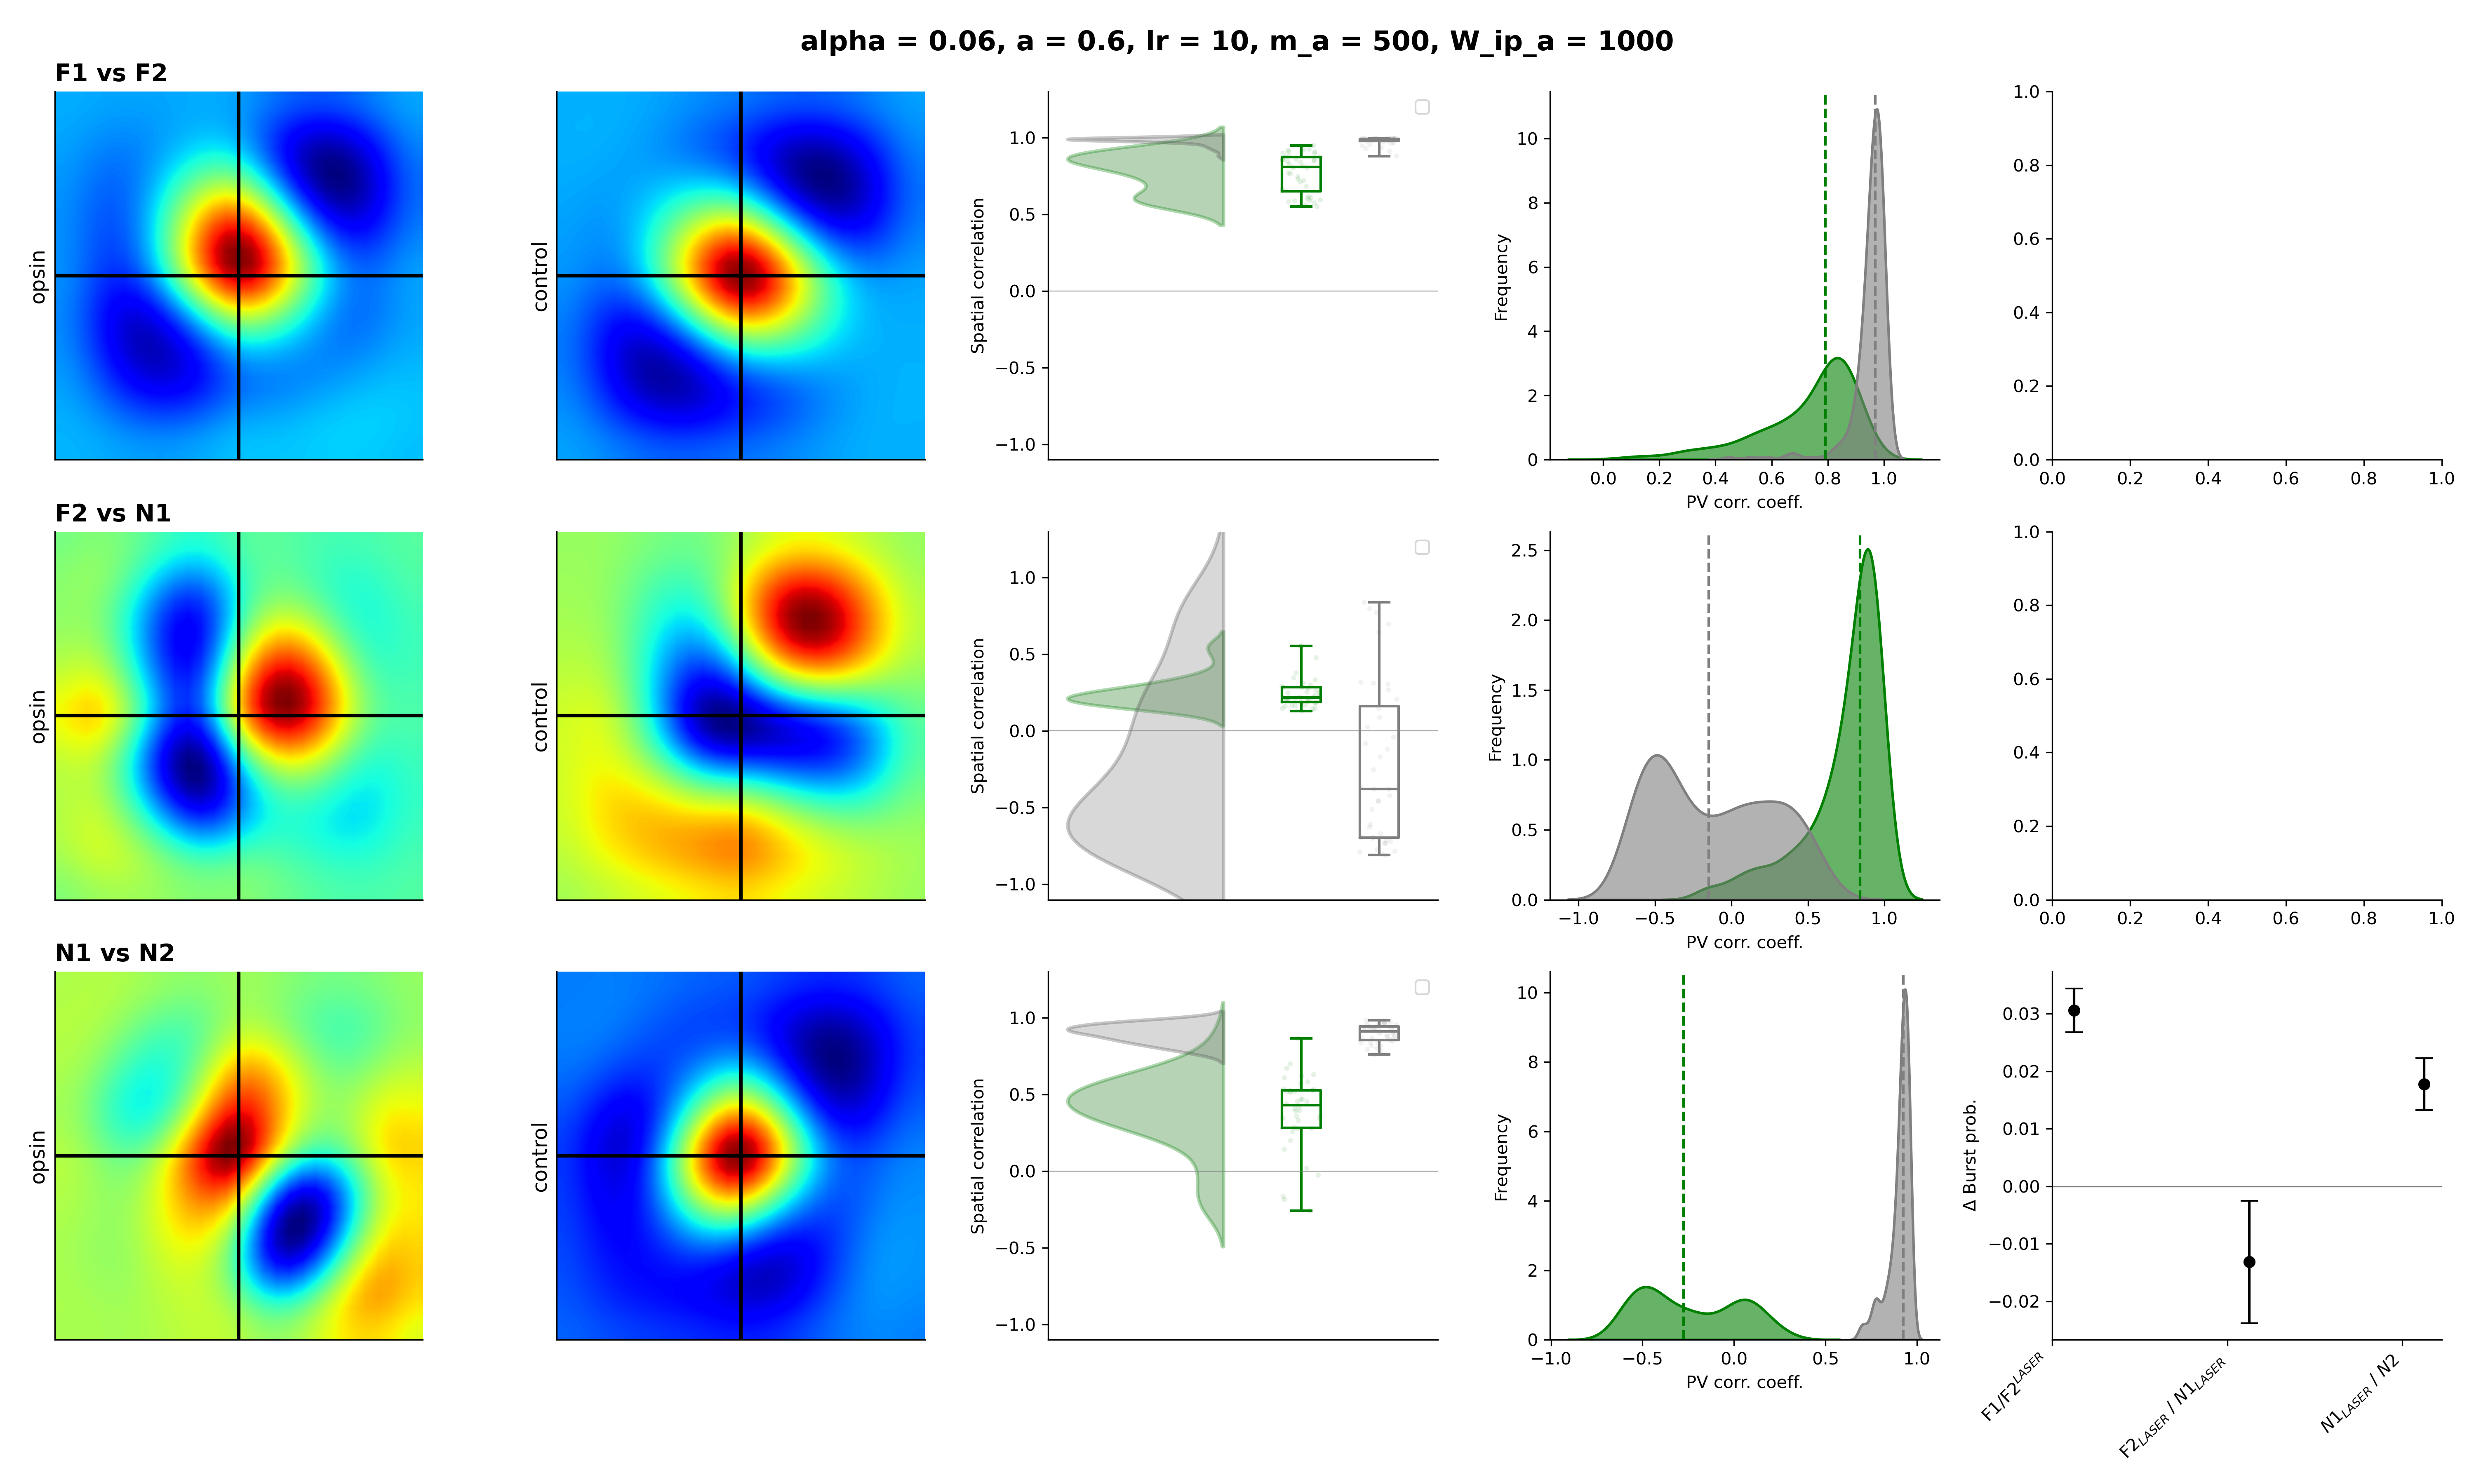 alpha = 0.06, a = 0.6, lr = 10, m_a = 500, W_ip_a = 1000
F1 vs F2
opsin
control
Spatial correlation
1.0
0.5
0.0
−0.5
−1.0
Frequency
10
8
6
4
2
0
0.0 0.2 0.4 0.6 0.8 1.0
PV corr. coeff.
1.0
0.8
0.6
0.4
0.2
0.0
0.0 0.2 0.4 0.6 0.8 1.0
F2 vs N1
opsin
control
Spatial correlation
1.0
0.5
0.0
−0.5
−1.0
Frequency
2.5
2.0
1.5
1.0
0.5
0.0
−1.0 −0.5 0.0 0.5 1.0
PV corr. coeff.
1.0
0.8
0.6
0.4
0.2
0.0
0.0 0.2 0.4 0.6 0.8 1.0
N1 vs N2
opsin
control
Spatial correlation
1.0
0.5
0.0
−0.5
−1.0
Frequency
10
8
6
4
2
0
−1.0 −0.5 0.0 0.5 1.0
PV corr. coeff.
Δ Burst prob.
0.03
0.02
0.01
0.00
−0.01
−0.02
F1/F2^LASER
F2_LASER / N1_LASER
N1_LASER / N2